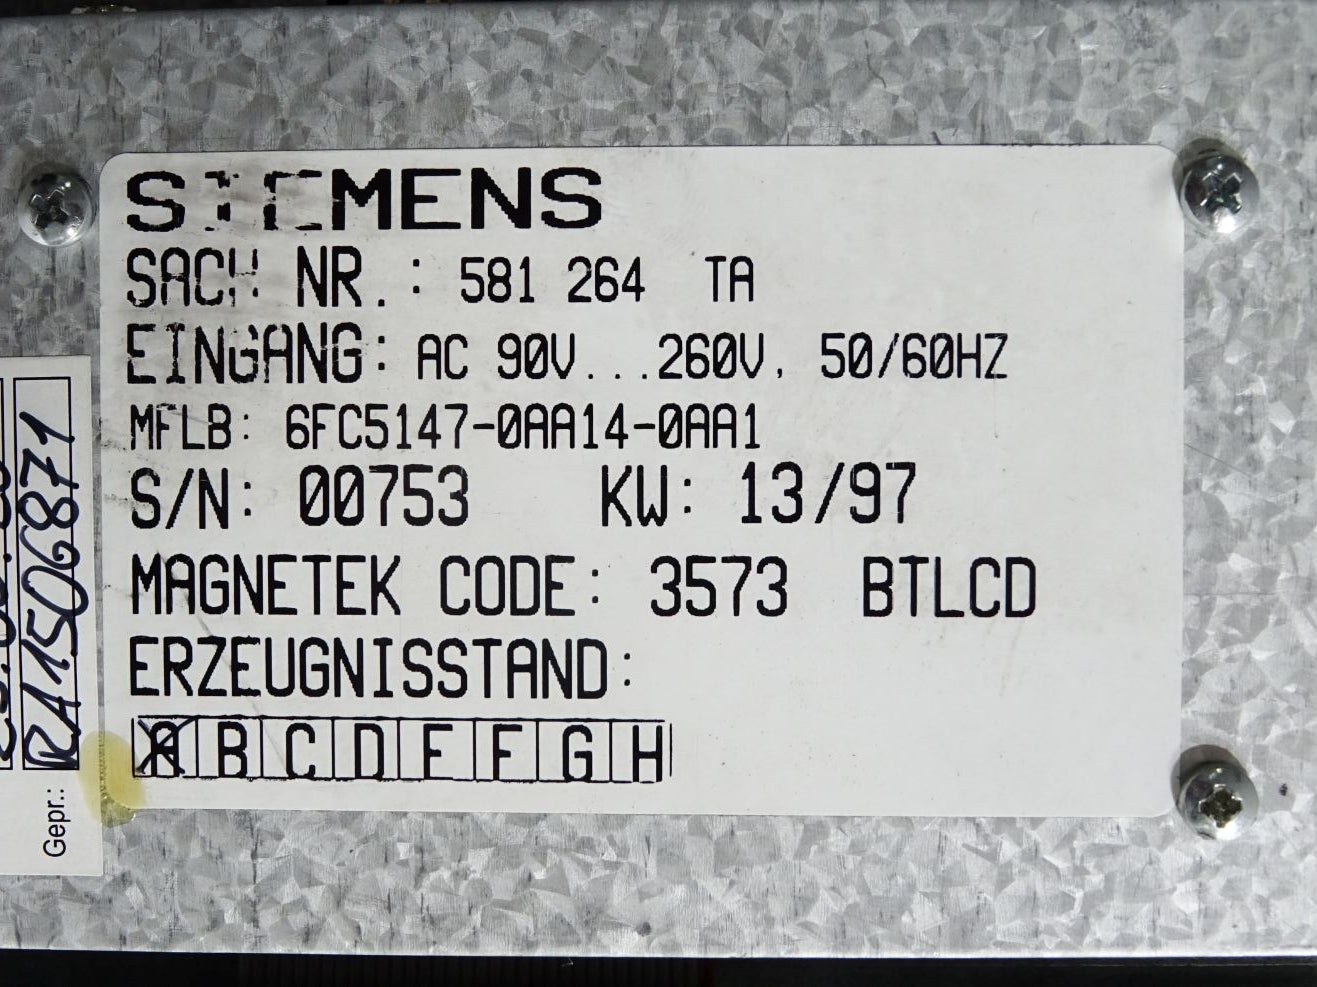 SIEMENS
SACH NR.: 581 264 TA
EINGANG: AC 90V...260V, 50/60HZ
MFLB: 6FC5147-0AA14-0AA1
S/N: 00753 KW: 13/97
MAGNETEK CODE: 3573 BTLCD
ERZEUGNISSTAND:
A B C D E F G H
Gepr.: RA1506871